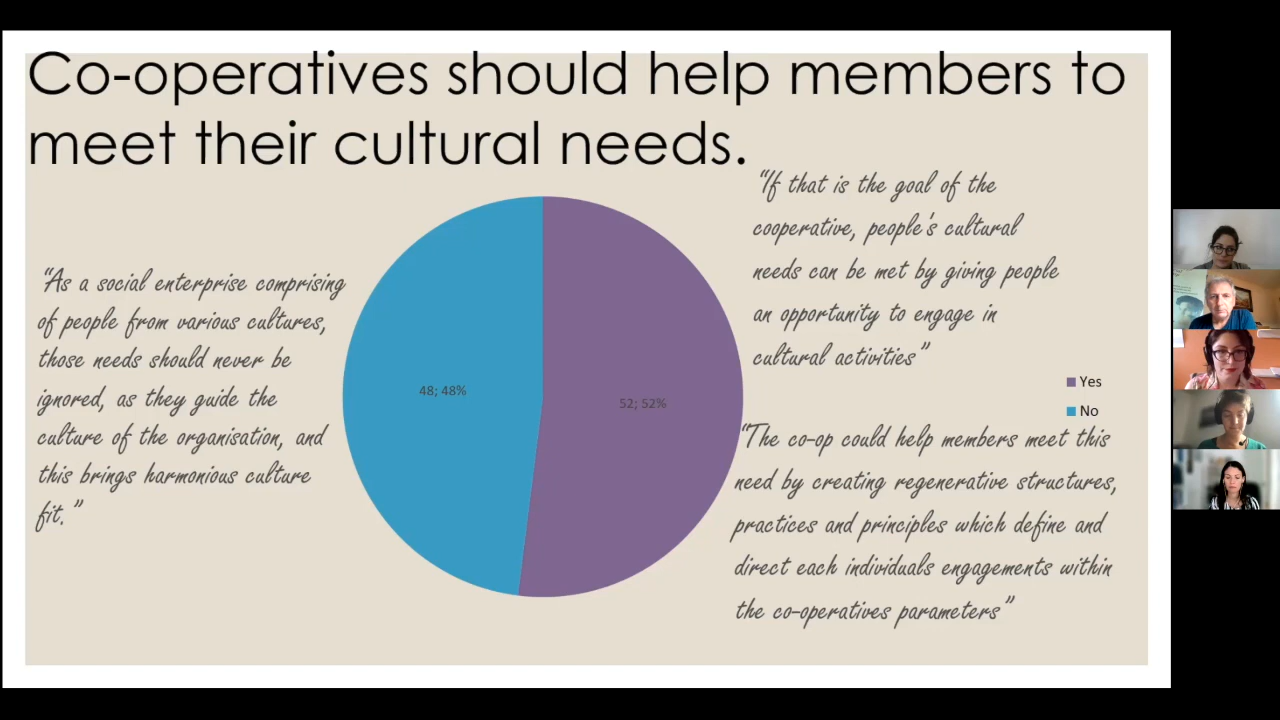 Co-operatives should help members to
meet their cultural needs.
“As a social enterprise comprising
of people from various cultures,
those needs should never be
ignored, as they guide the
culture of the organisation, and
this brings harmonious culture
fit.”
48; 48%
52; 52%
“If that is the goal of the
cooperative, people's cultural
needs can be met by giving people
an opportunity to engage in
cultural activities”
Yes
No
“The co-op could help members meet this
need by creating regenerative structures,
practices and principles which define and
direct each individuals engagements within
the co-operatives parameters”